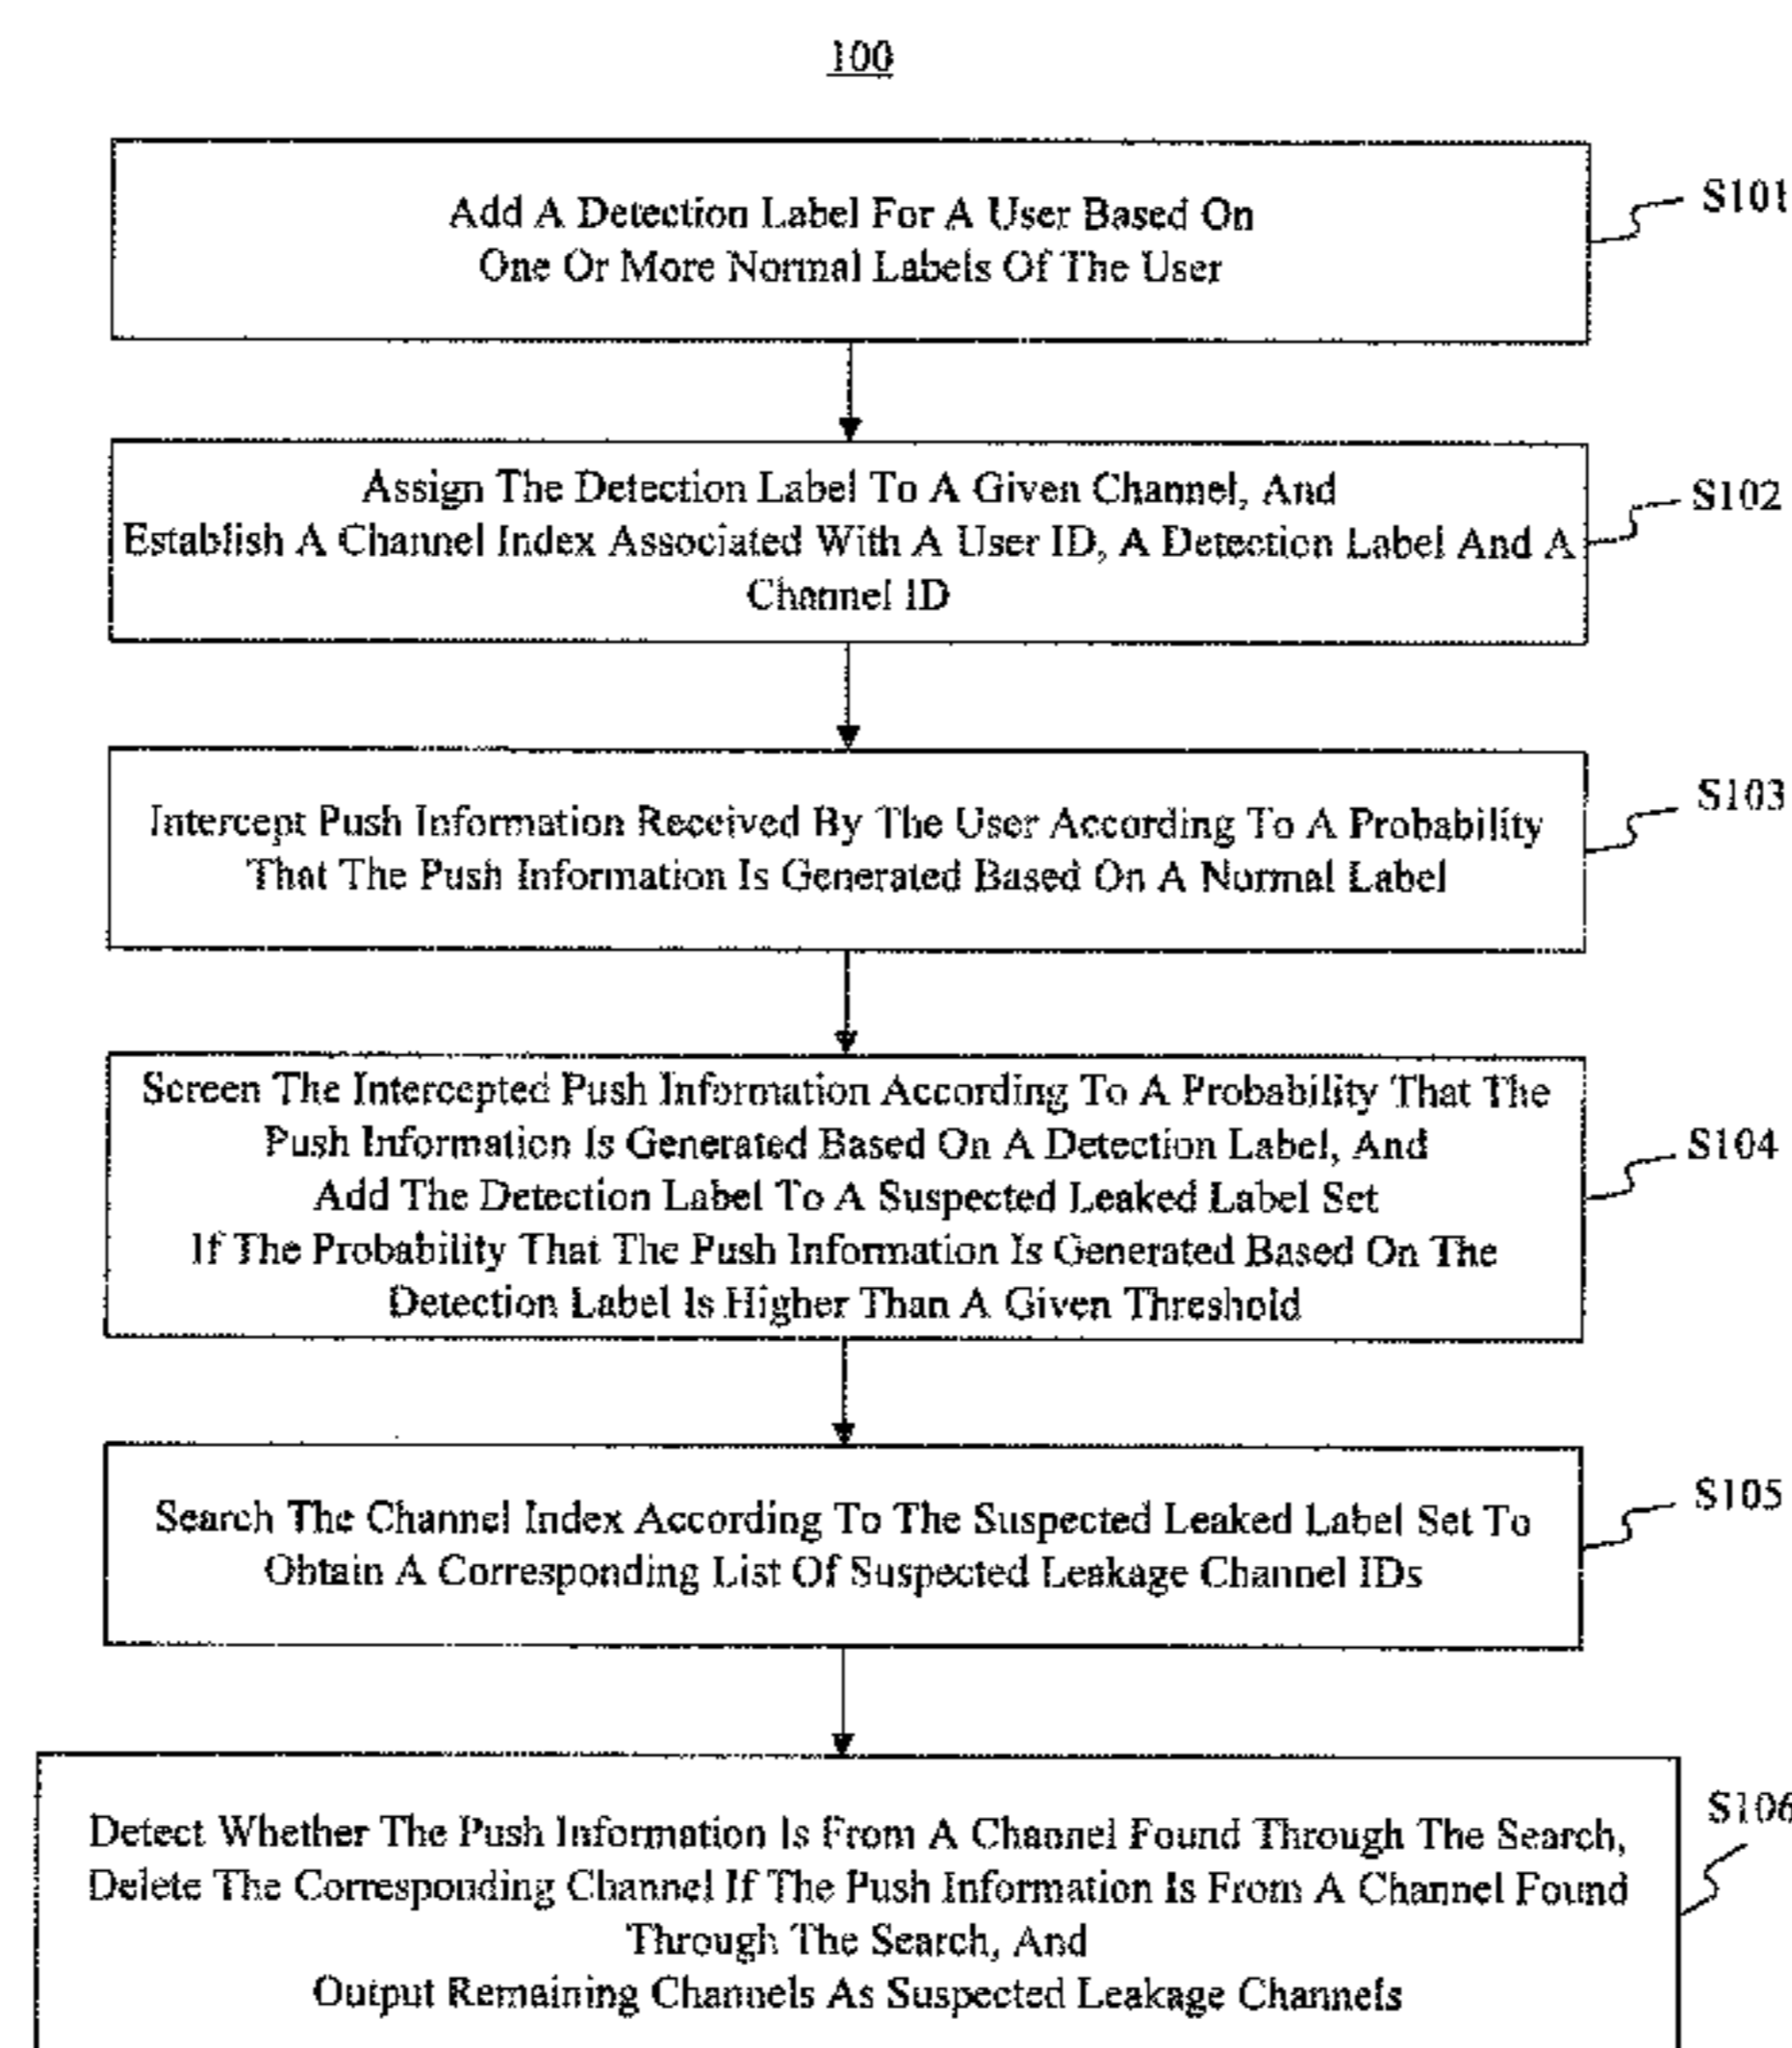 100
Add A Detection Label For A User Based On
One Or More Normal Labels Of The User
S101
Assign The Detection Label To A Given Channel, And
Establish A Channel Index Associated With A User ID, A Detection Label And A
Channel ID
S102
Intercept Push Information Received By The User According To A Probability
That The Push Information Is Generated Based On A Normal Label
S103
Screen The Intercepted Push Information According To A Probability That The
Push Information Is Generated Based On A Detection Label, And
Add The Detection Label To A Suspected Leaked Label Set
If The Probability That The Push Information Is Generated Based On The
Detection Label Is Higher Than A Given Threshold
S104
Search The Channel Index According To The Suspected Leaked Label Set To
Obtain A Corresponding List Of Suspected Leakage Channel IDs
S105
Detect Whether The Push Information Is From A Channel Found Through The Search,
Delete The Corresponding Channel If The Push Information Is From A Channel Found
Through The Search, And
Output Remaining Channels As Suspected Leakage Channels
S106